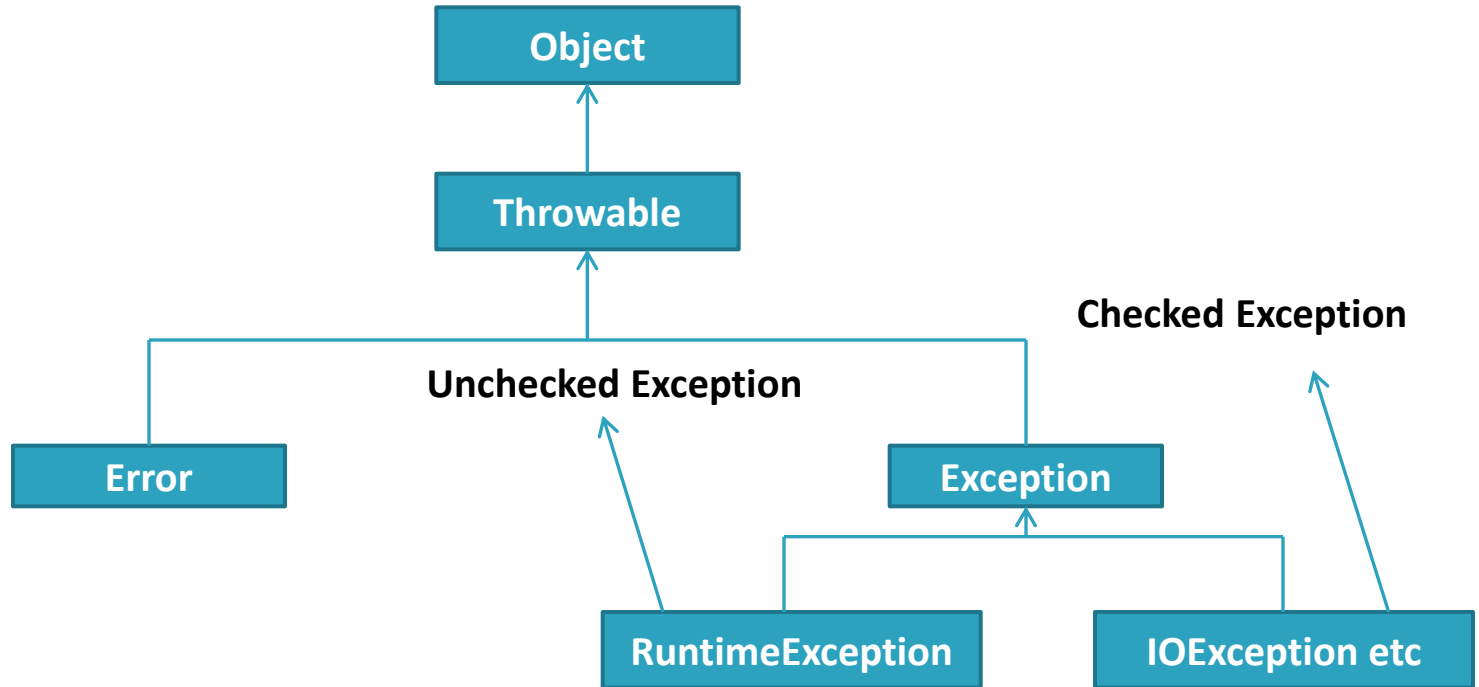 Object
Throwable
Checked Exception
Unchecked Exception
Error
Exception
RuntimeException
IOException etc